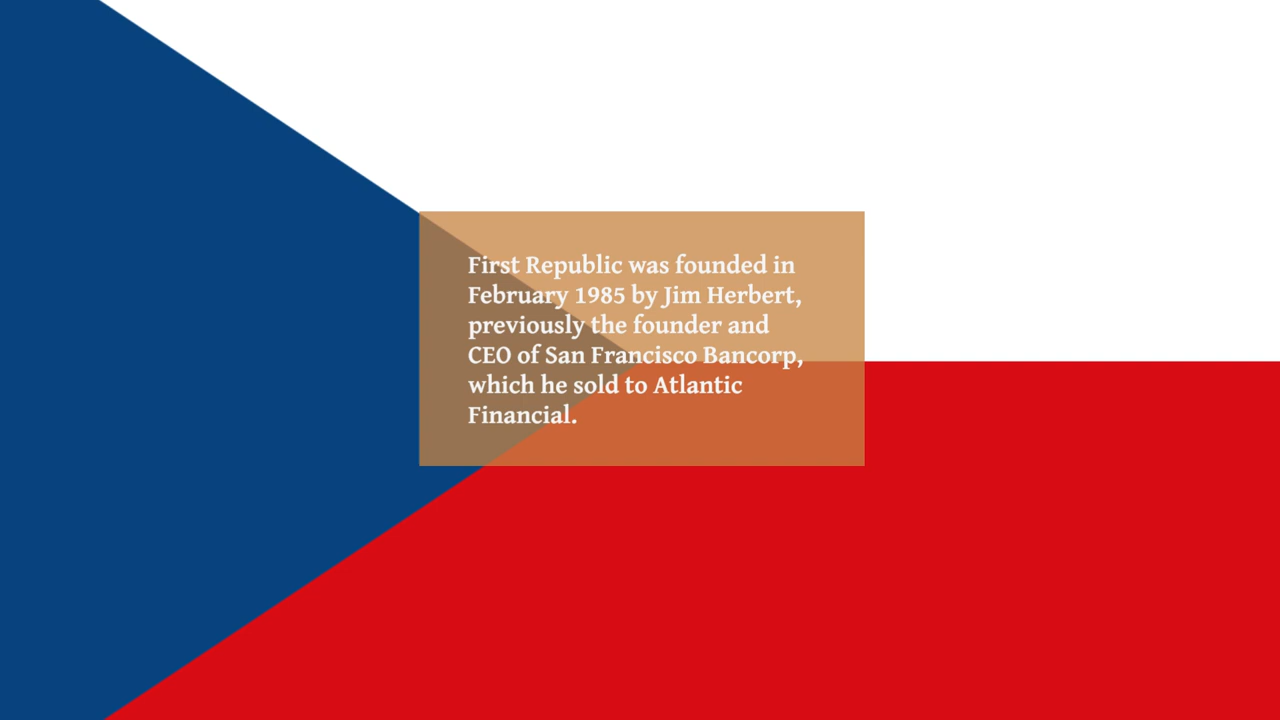 First Republic was founded in
February 1985 by Jim Herbert,
previously the founder and
CEO of San Francisco Bancorp,
which he sold to Atlantic
Financial.